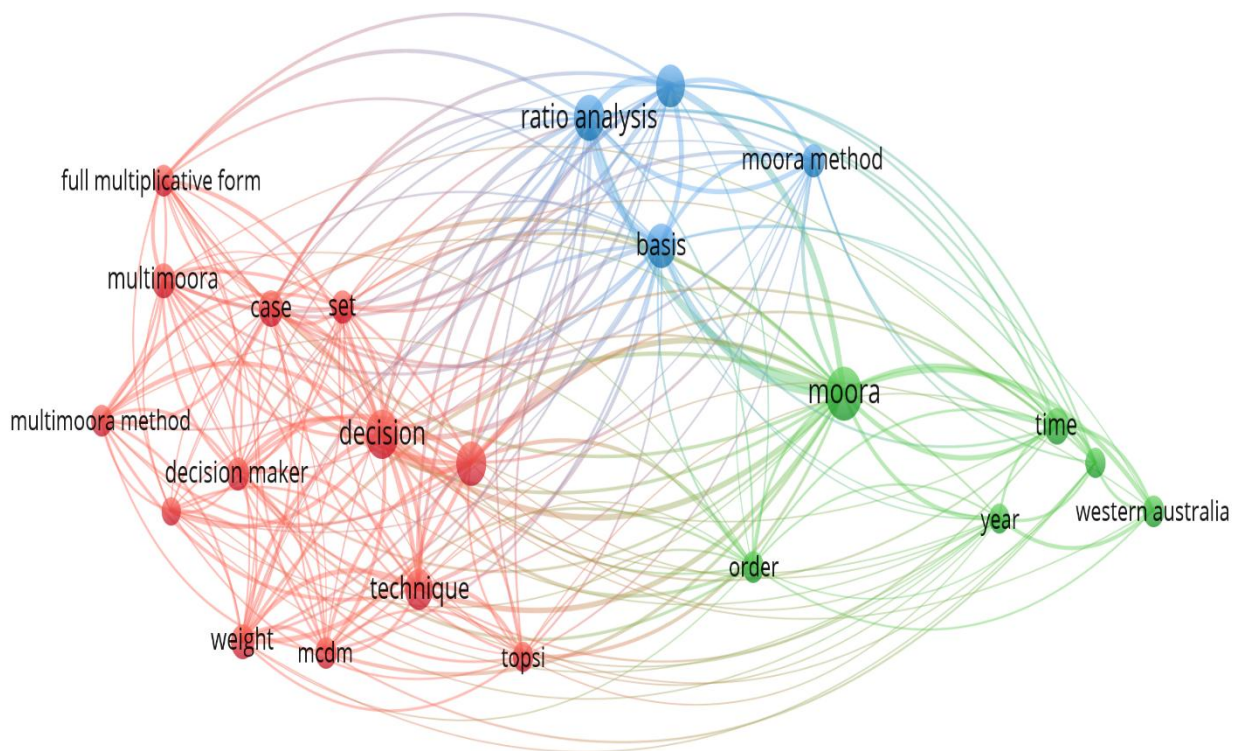 ratio analysis
moora method
full multiplicative form
basis
multimoora
case
set
moora
multimoora method
decision
time
decision maker
western australia
year
order
technique
weight
mcdm
topsi